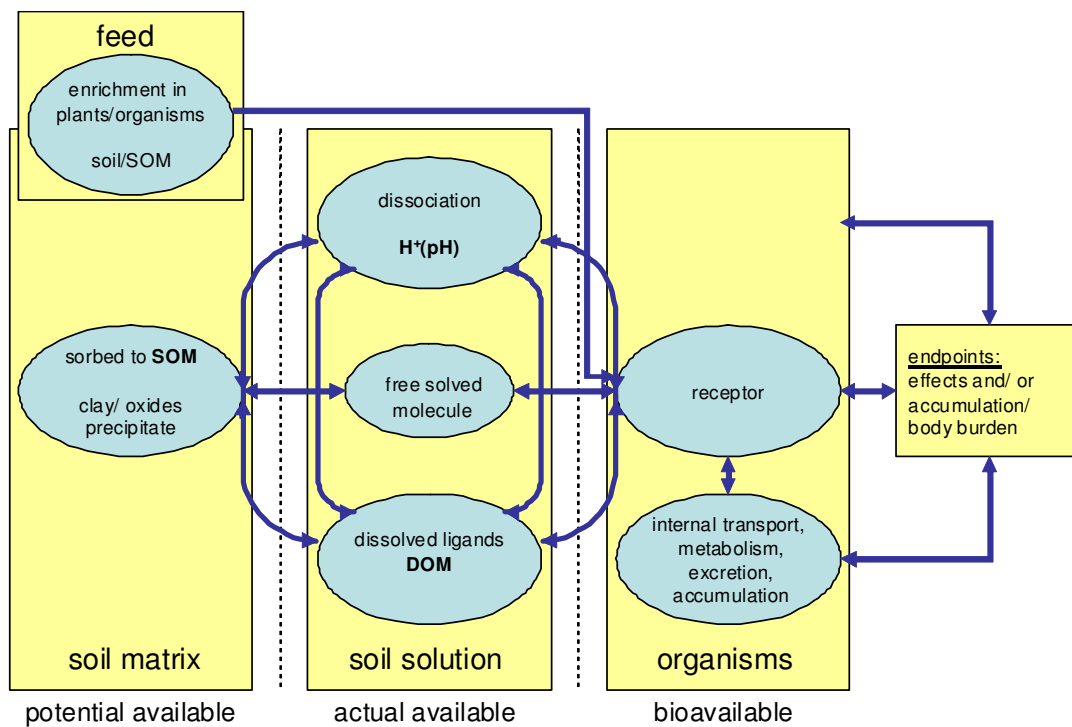 feed
enrichment in
plants/organisms
soil/SOM
sorbed to SOM
clay/ oxides
precipitate
soil matrix
potential available
dissociation
H⁺(pH)
free solved
molecule
dissolved ligands
DOM
soil solution
actual available
receptor
internal transport,
metabolism,
excretion,
accumulation
organisms
bioavailable
endpoints:
effects and/ or
accumulation/
body burden